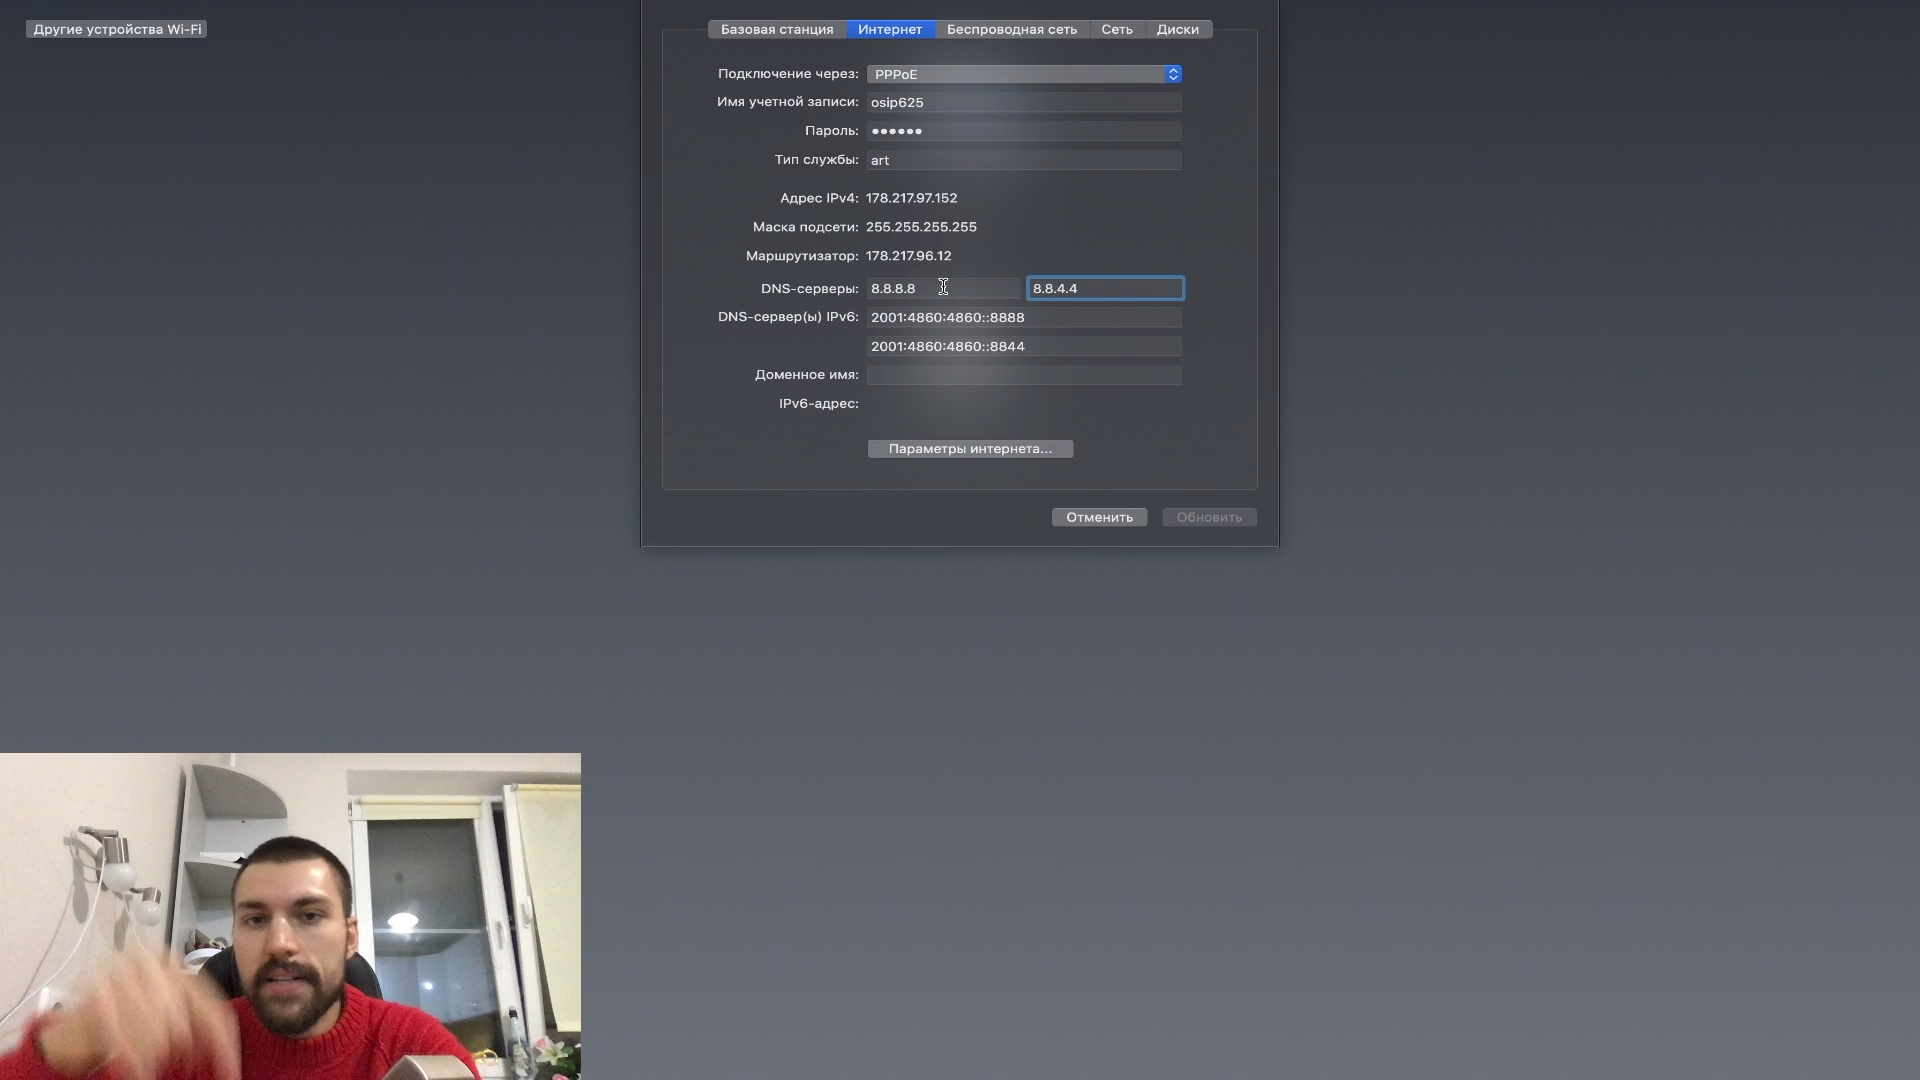 Другие устройства Wi-Fi
Базовая станция Интернет Беспроводная сеть Сеть Диски
Подключение через: PPPoE
Имя учетной записи: osip625
Пароль: ••••••
Тип службы: art
Адрес IPv4: 178.217.97.152
Маска подсети: 255.255.255.255
Маршрутизатор: 178.217.96.12
DNS-серверы: 8.8.8.8 8.8.4.4
DNS-сервер(ы) IPv6: 2001:4860:4860::8888
2001:4860:4860::8844
Доменное имя:
IPv6-адрес:
Параметры интернета...
Отменить Обновить